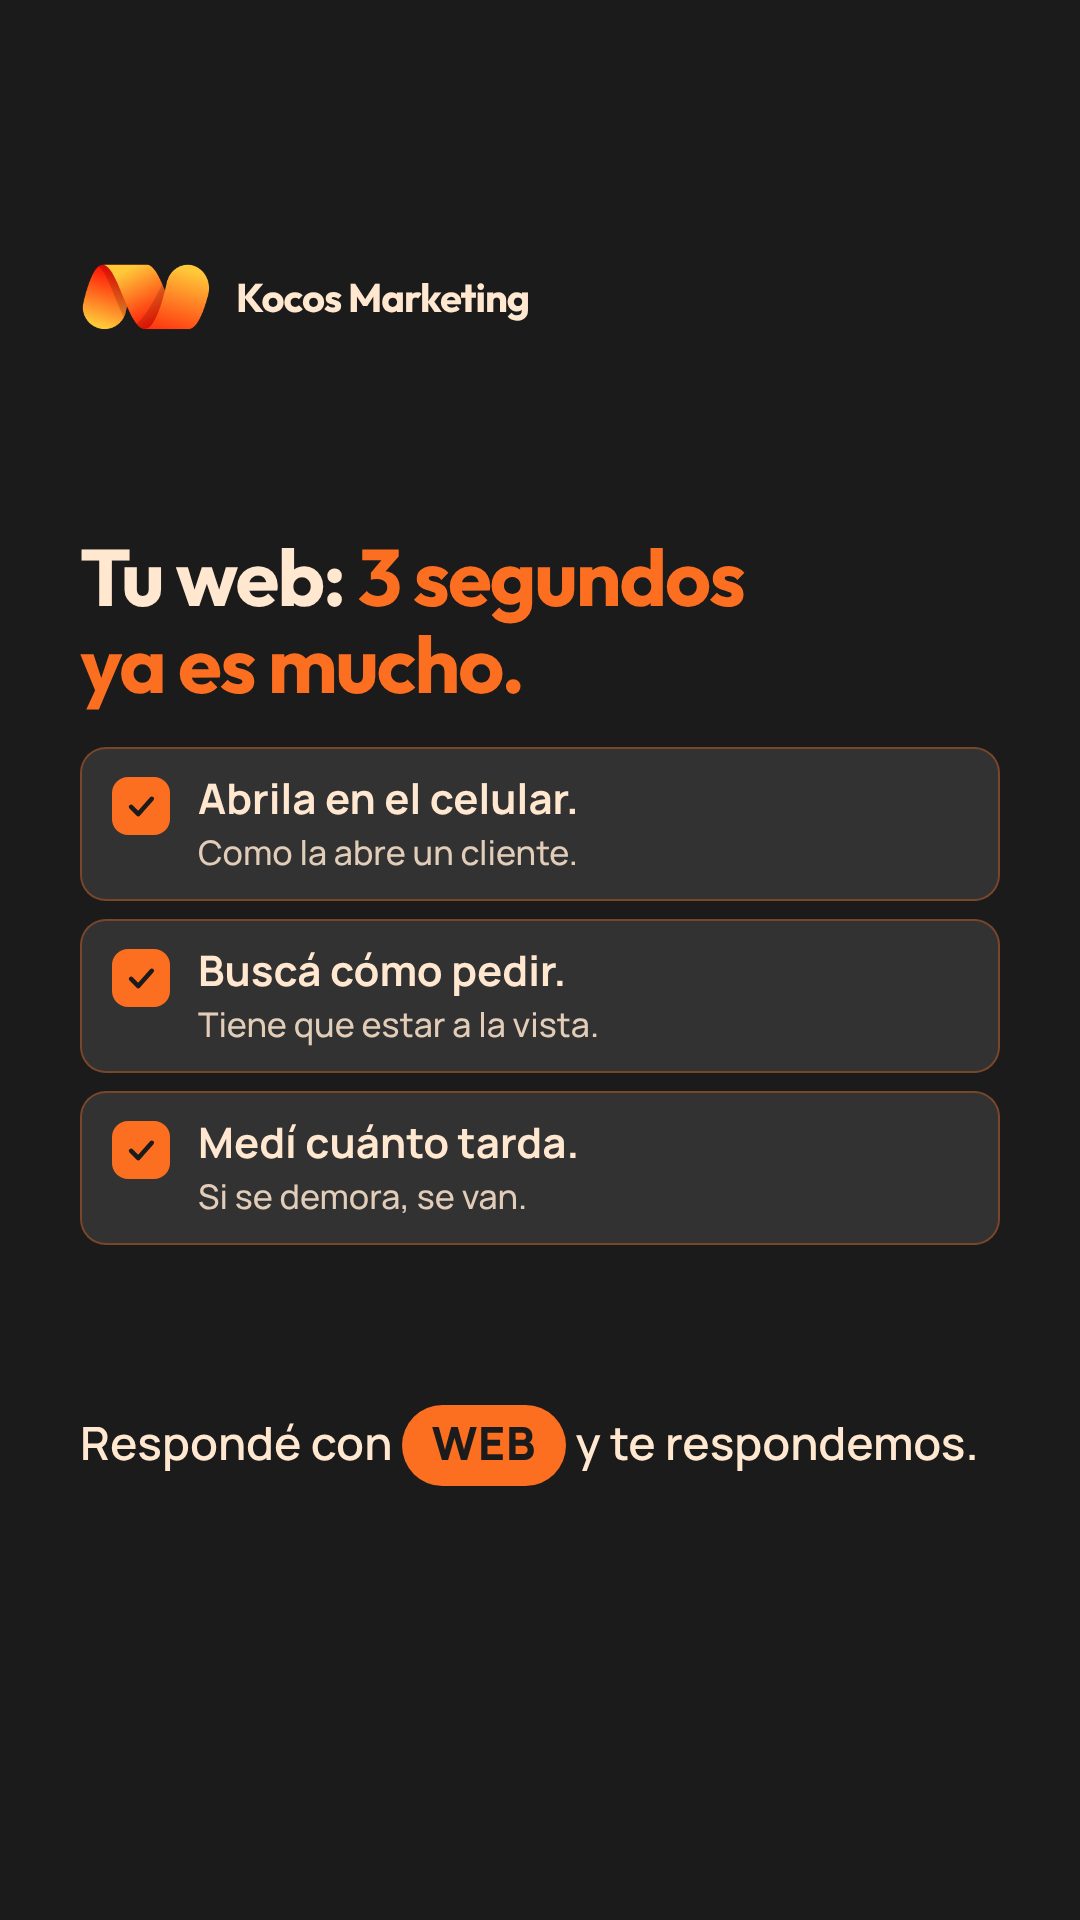 Kocos Marketing
Tu web: 3 segundos
ya es mucho.
Abrila en el celular.
Como la abre un cliente.
Buscá cómo pedir.
Tiene que estar a la vista.
Medí cuánto tarda.
Si se demora, se van.
Respondé con WEB y te respondemos.